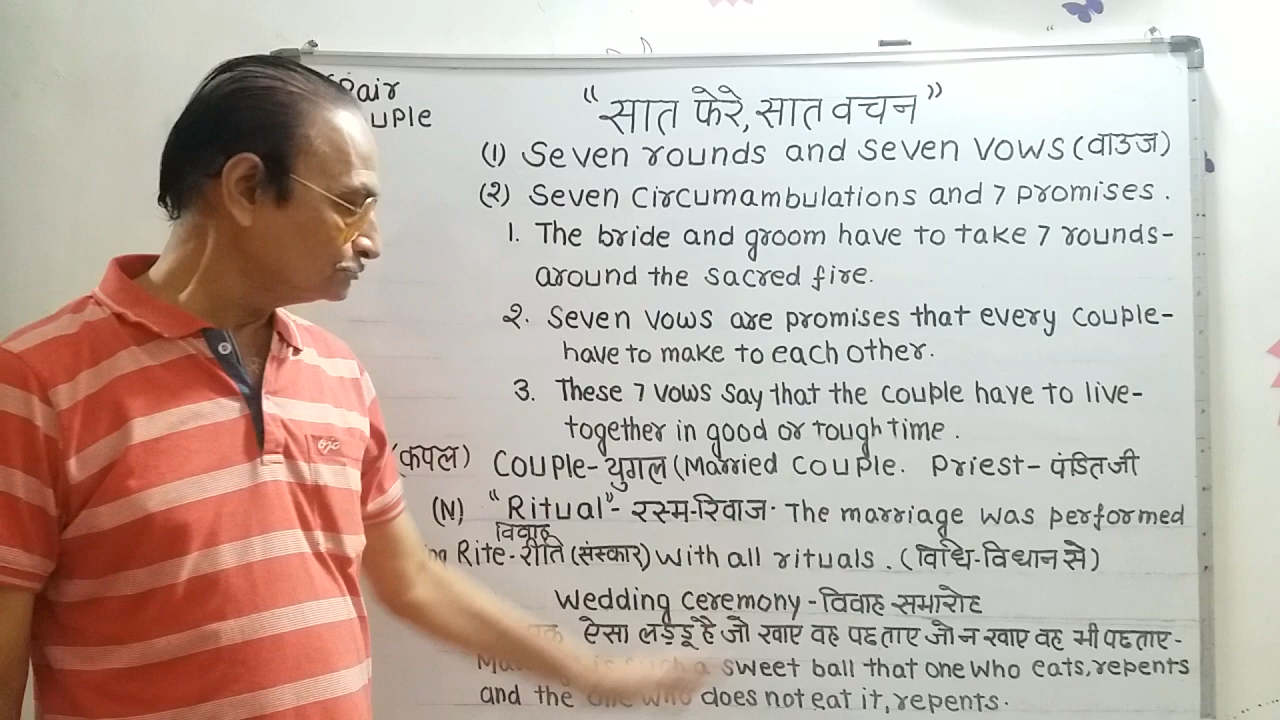 Pair
uple
"सात फेरे, सात वचन"
(1) Seven rounds and seven vows (वाउज)
(२) Seven circumambulations and 7 promises.
1. The bride and groom have to take 7 rounds-
around the sacred fire.
२. Seven vows are promises that every couple-
have to make to each other.
3. These 7 vows say that the couple have to live-
together in good or tough time.
(कपल) Couple-युगल (Married couple. Priest-पंडितजी
(N) "Ritual"-रस्म-रिवाज. The marriage was performed
विवाह
Rite-रीति (संस्कार) with all rituals. (विधि-विधान से)
Wedding ceremony-विवाह समारोह
ऐसा लड्डू है जो खाए वह पछताए जो न खाए वह भी पछताए-
such a sweet ball that one who eats, repents
and the one who does not eat it, repents.